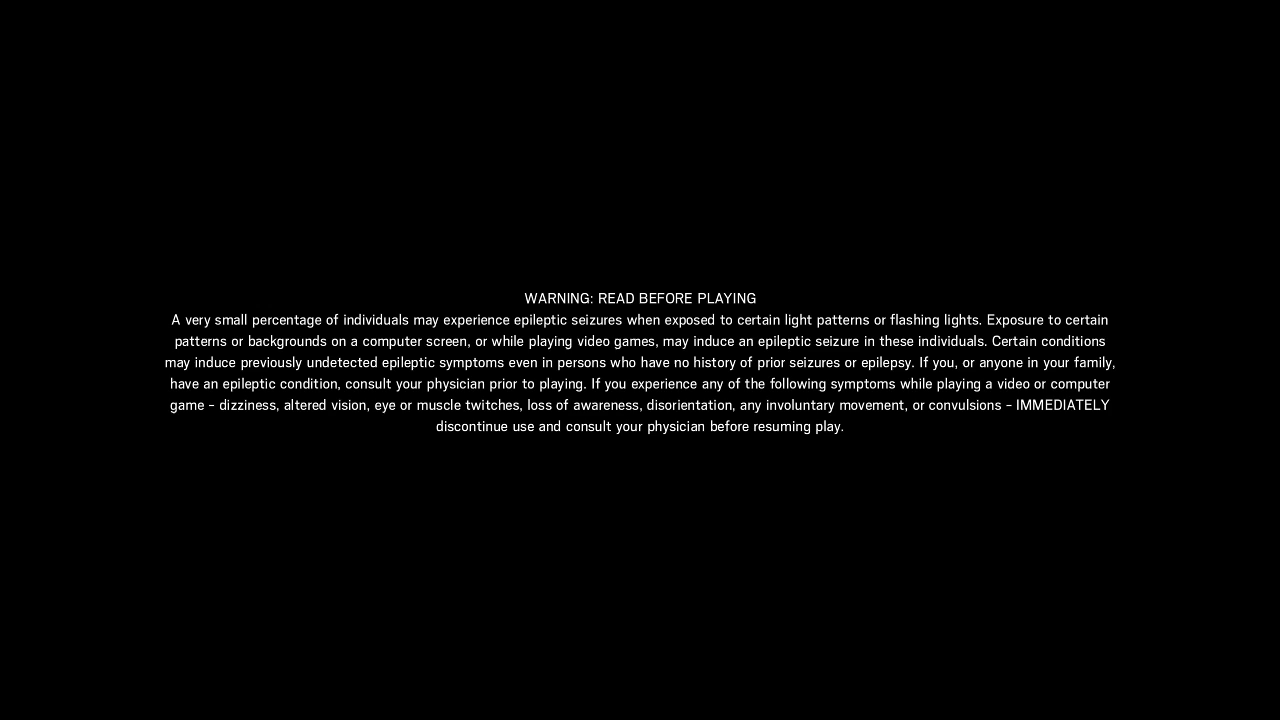 WARNING: READ BEFORE PLAYING
A very small percentage of individuals may experience epileptic seizures when exposed to certain light patterns or flashing lights. Exposure to certain
patterns or backgrounds on a computer screen, or while playing video games, may induce an epileptic seizure in these individuals. Certain conditions
may induce previously undetected epileptic symptoms even in persons who have no history of prior seizures or epilepsy. If you, or anyone in your family,
have an epileptic condition, consult your physician prior to playing. If you experience any of the following symptoms while playing a video or computer
game – dizziness, altered vision, eye or muscle twitches, loss of awareness, disorientation, any involuntary movement, or convulsions – IMMEDIATELY
discontinue use and consult your physician before resuming play.